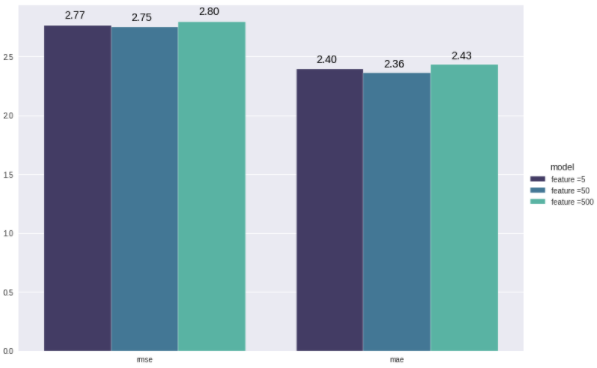 2.77 2.75 2.80
2.40 2.36 2.43
2.5
2.0
1.5
1.0
0.5
0.0
rmse mae
model
feature =5
feature =50
feature =500